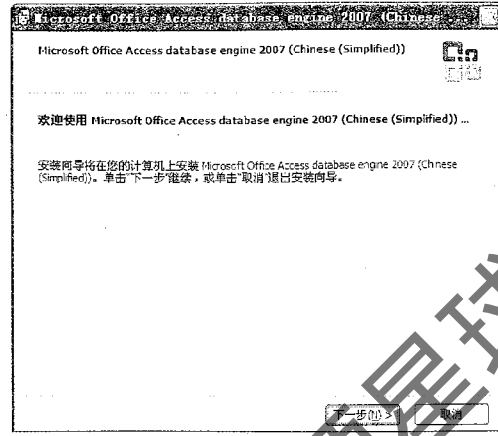 Microsoft Office Access database engine 2007 (Chinese ...
Microsoft Office Access database engine 2007 (Chinese (Simplified))
欢迎使用 Microsoft Office Access database engine 2007 (Chinese (Simplified)) ...
安装向导将在您的计算机上安装 Microsoft Office Access database engine 2007 (Chinese
(Simplified))。单击“下一步”继续，或单击“取消”退出安装向导。
下一步(N) >
取消